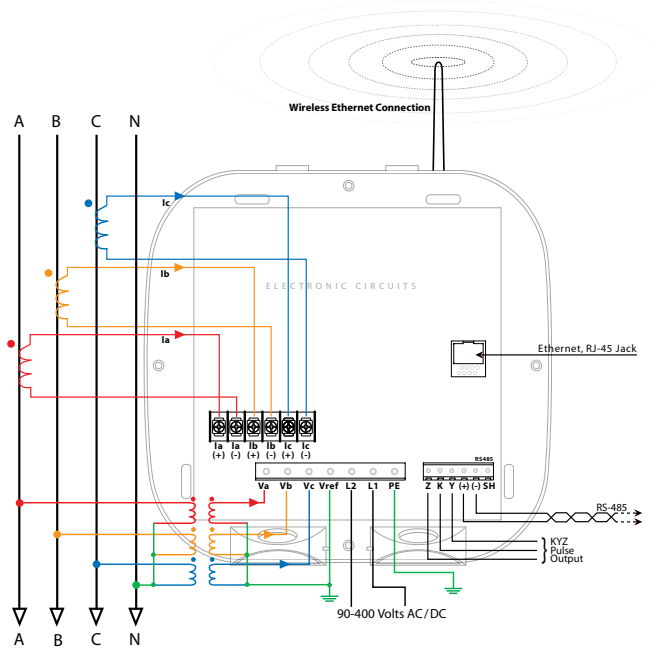 Wireless Ethernet Connection
A B C N
Ic
Ib
ELECTRONIC CIRCUITS
Ia
Ethernet, RJ-45 Jack
Ia (+) Ia (-) Ib (+) Ib (-) Ic (+) Ic (-)
RS485
Va Vb Vc Vref L2 L1 PE
Z K Y (+) (-) SH
RS-485
KYZ
Pulse
Output
90-400 Volts AC/DC
A B C N